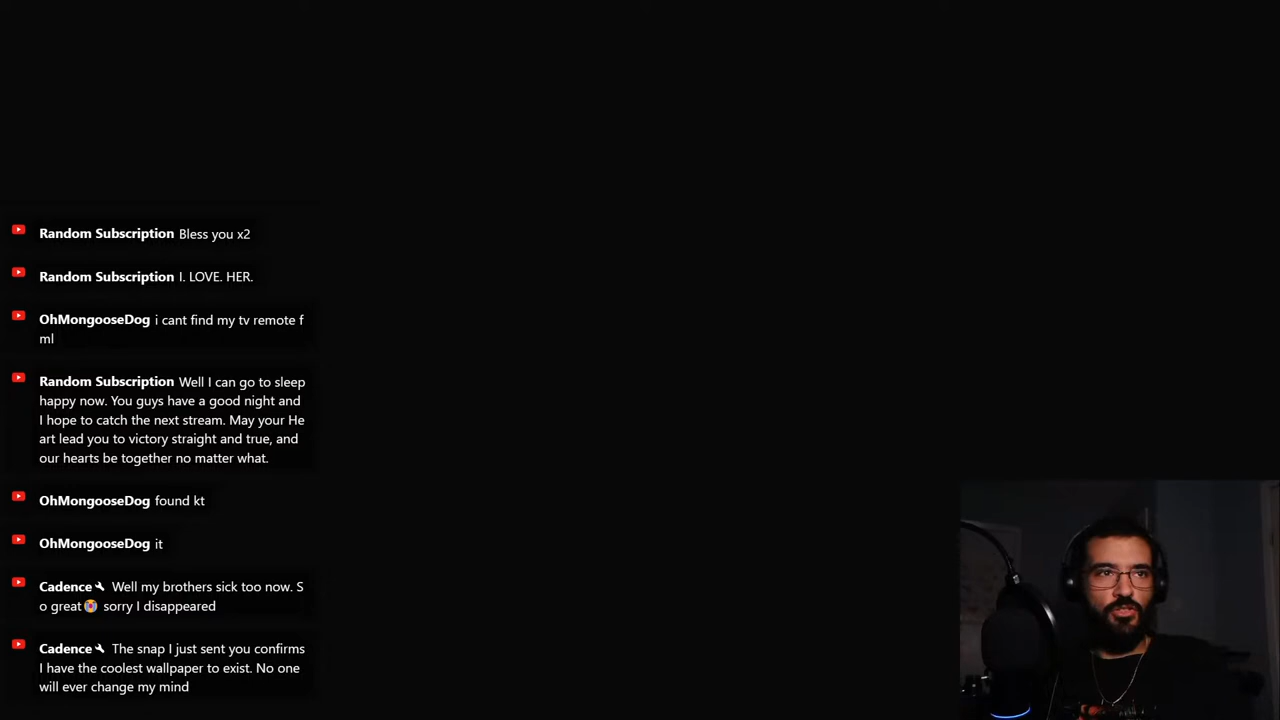 Random Subscription Bless you x2
Random Subscription I. LOVE. HER.
OhMongooseDog i cant find my tv remote f
ml
Random Subscription Well I can go to sleep
happy now. You guys have a good night and
I hope to catch the next stream. May your He
art lead you to victory straight and true, and
our hearts be together no matter what.
OhMongooseDog found kt
OhMongooseDog it
Cadence Well my brothers sick too now. S
o great😭 sorry I disappeared
Cadence The snap I just sent you confirms
I have the coolest wallpaper to exist. No one
will ever change my mind